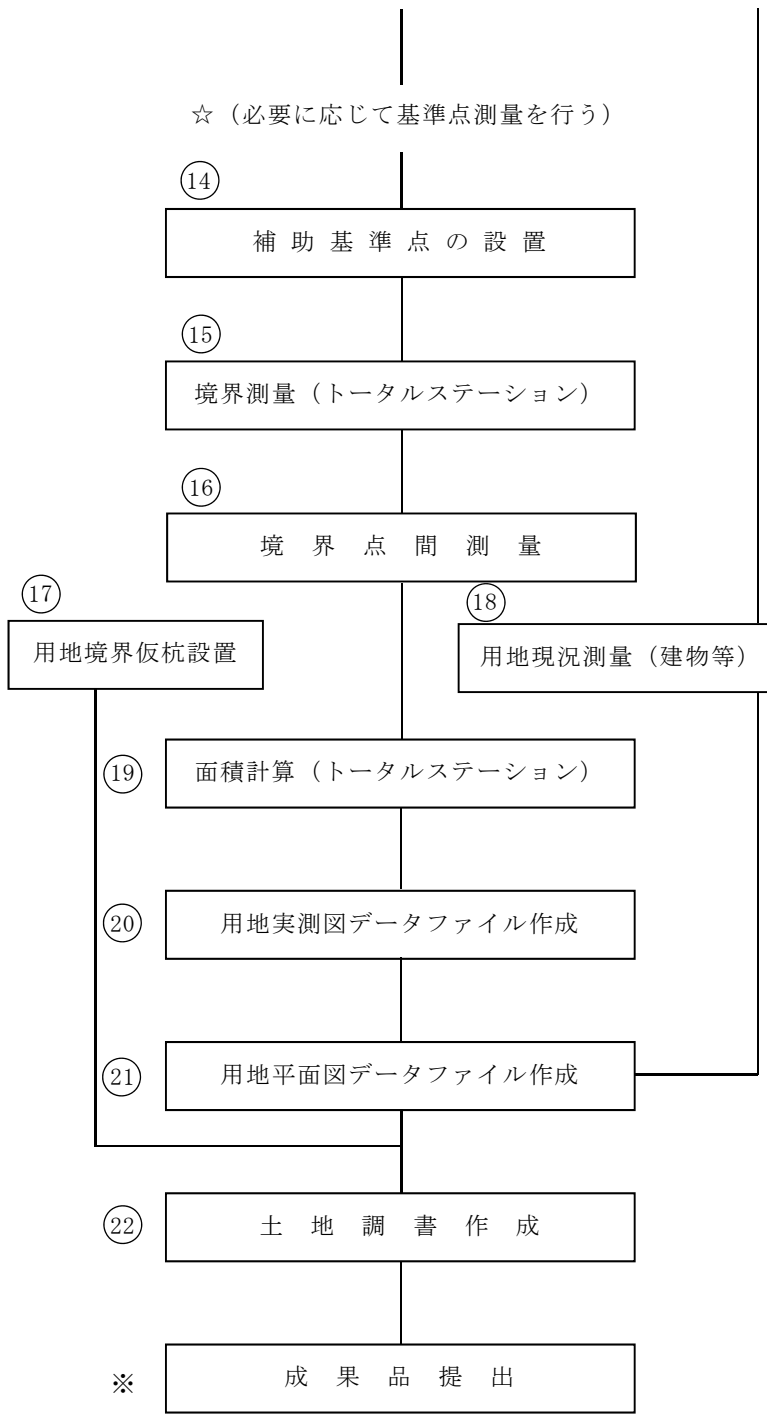 ☆（必要に応じて基準点測量を行う）
⑭
補助基準点の設置
⑮
境界測量（トータルステーション）
⑯
境界点間測量
⑰
用地境界仮杭設置
⑱
用地現況測量（建物等）
⑲ 面積計算（トータルステーション）
⑳ 用地実測図データファイル作成
㉑ 用地平面図データファイル作成
㉒ 土地調書作成
※ 成果品提出